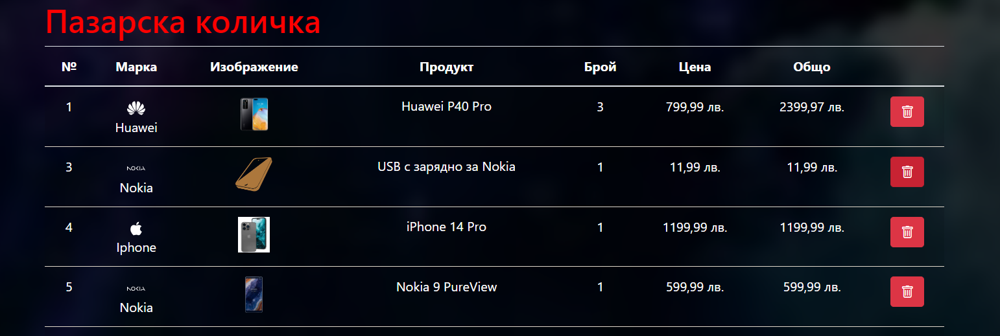 Пазарска количка
№ Марка Изображение Продукт Брой Цена Общо
1 Huawei Huawei P40 Pro 3 799,99 лв. 2399,97 лв.
3 NOKIA Nokia USB с зарядно за Nokia 1 11,99 лв. 11,99 лв.
4 Iphone iPhone 14 Pro 1 1199,99 лв. 1199,99 лв.
5 NOKIA Nokia Nokia 9 PureView 1 599,99 лв. 599,99 лв.